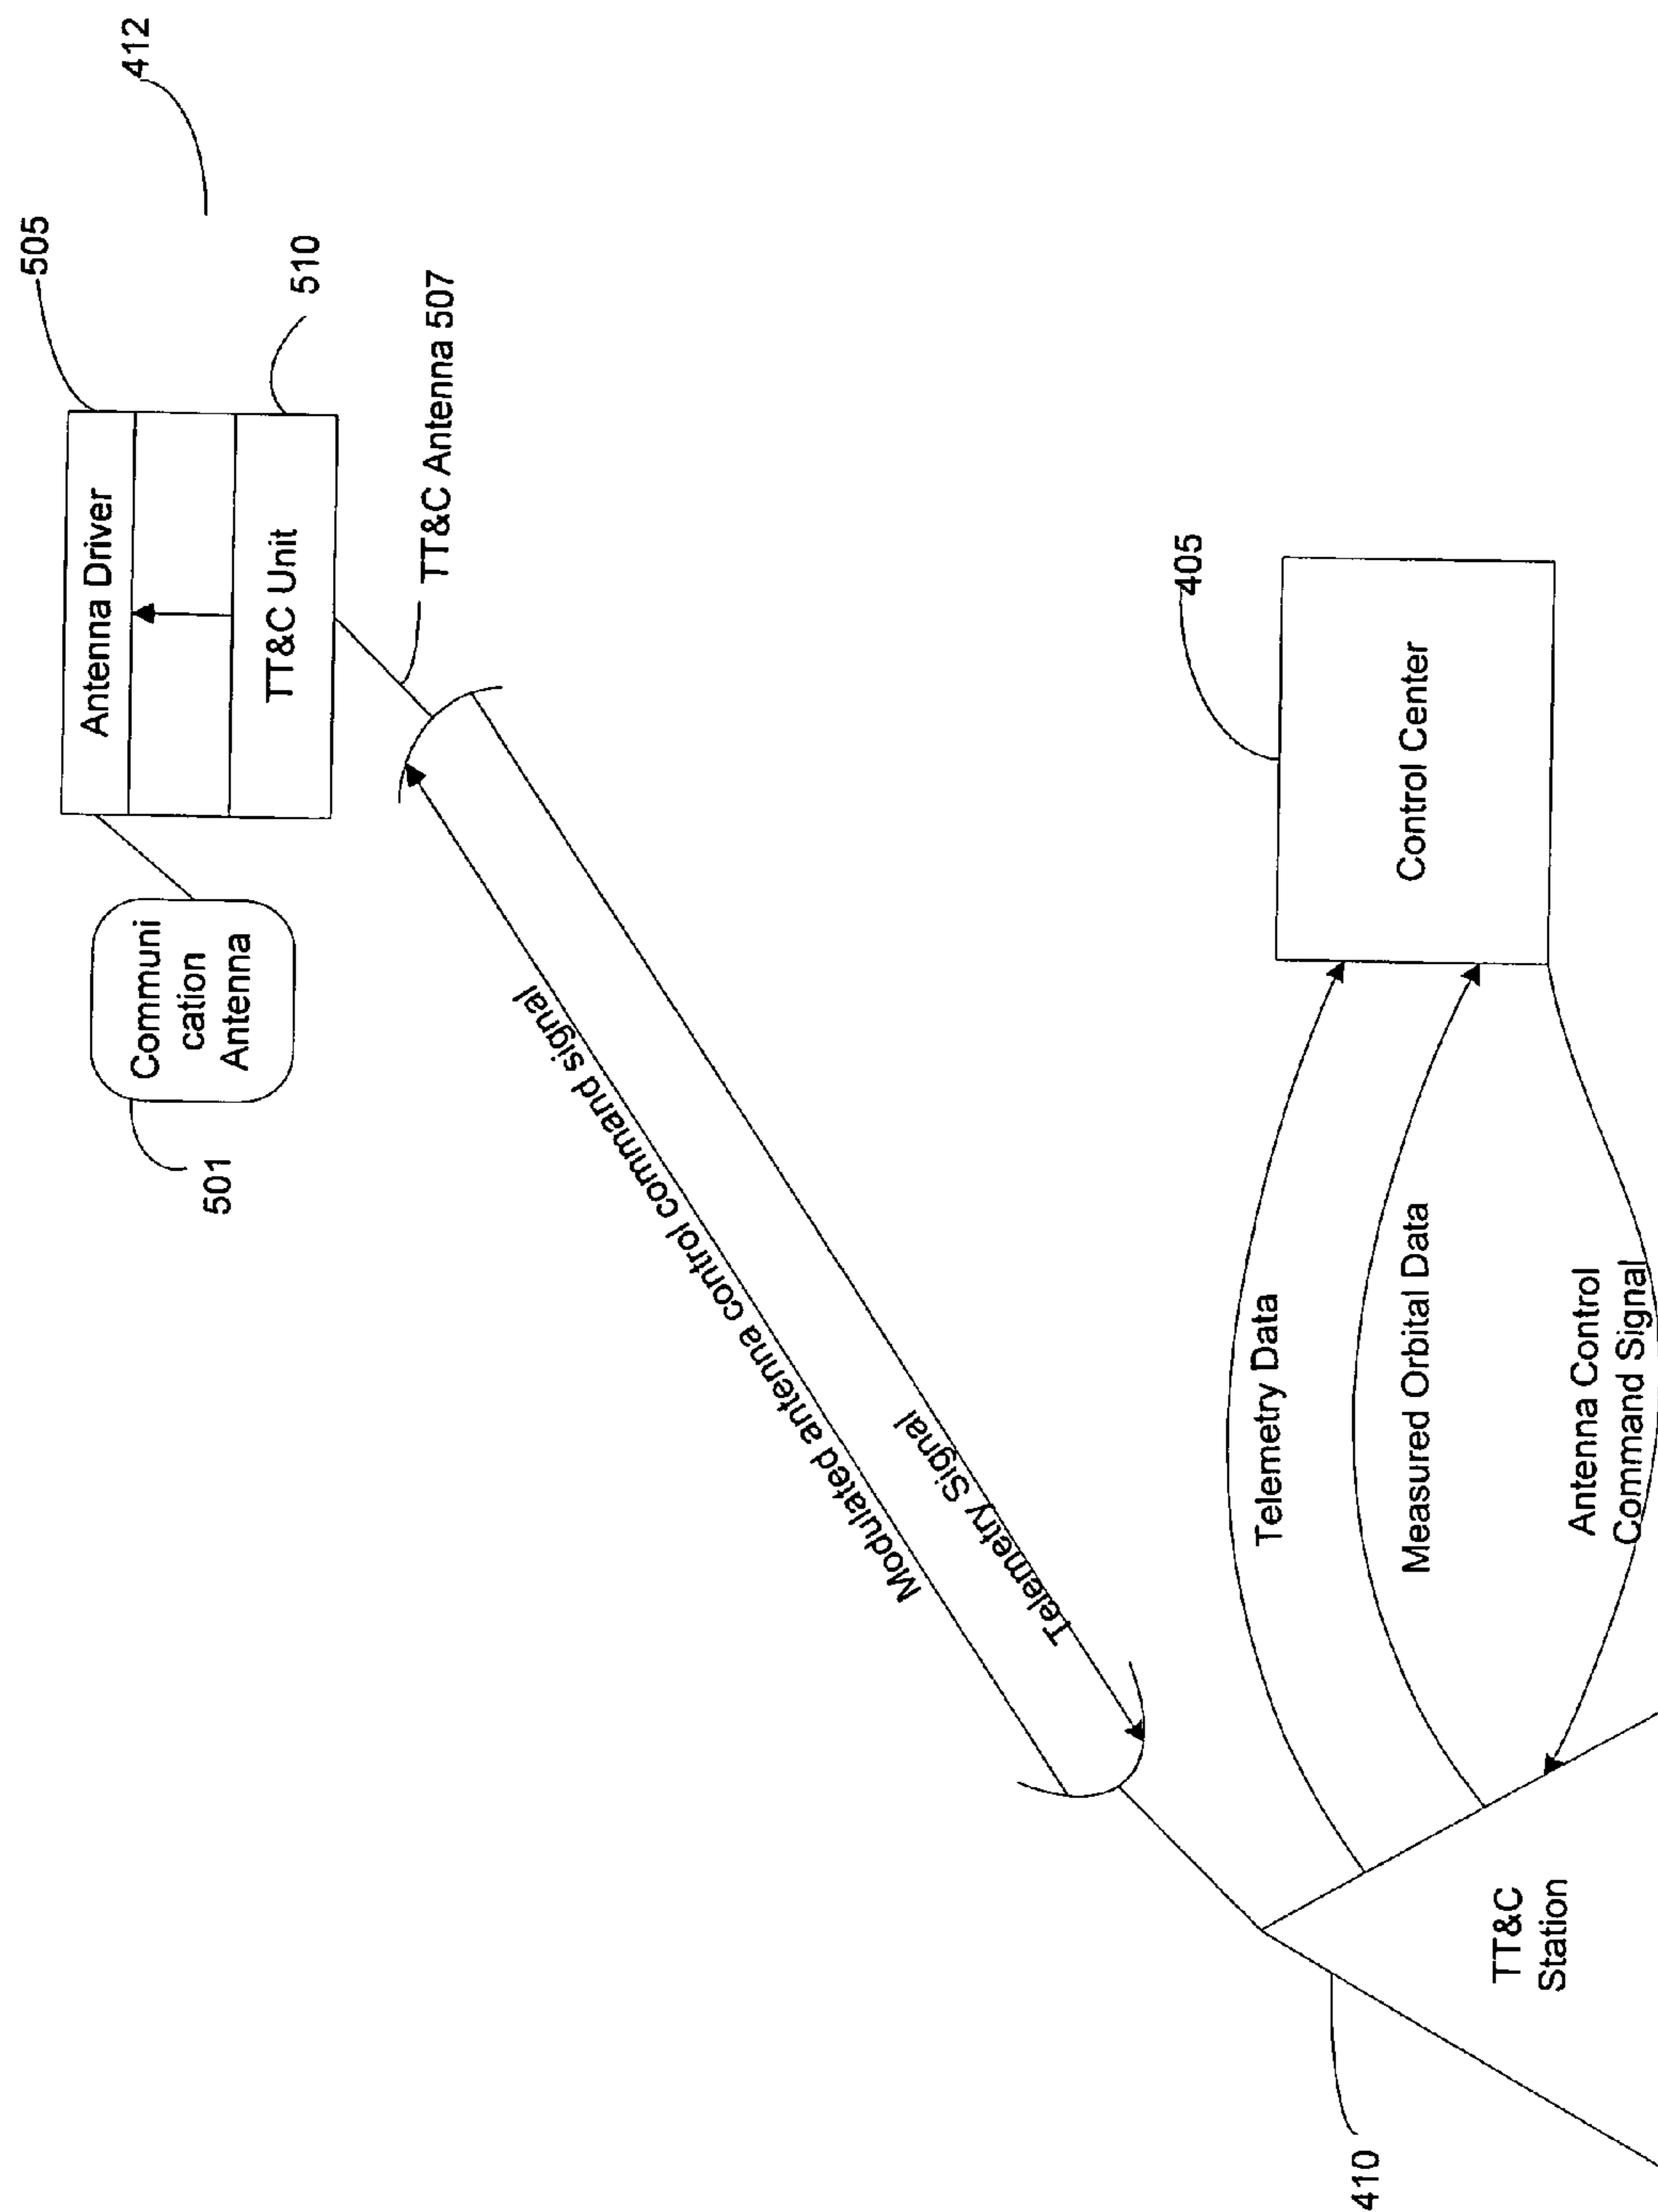 412
505
Antenna Driver
510
TT&C Unit
TT&C Antenna 507
Communi
cation
Antenna
501
Modulated antenna control command signal
Telemetry Signal
405
Control Center
Telemetry Data
Measured Orbital Data
Antenna Control
Command Signal
TT&C
Station
410